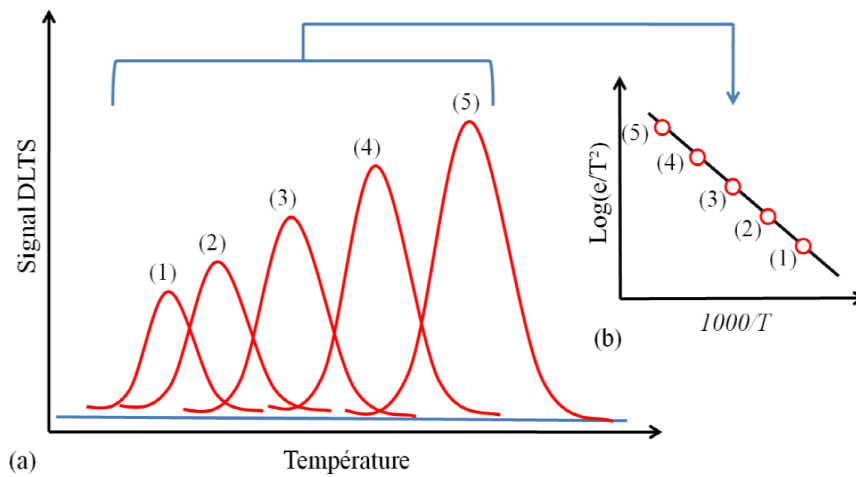 Signal DLTS
(1)
(2)
(3)
(4)
(5)
Température
(a)
Log(e/T²)
(5)
(4)
(3)
(2)
(1)
1000/T
(b)